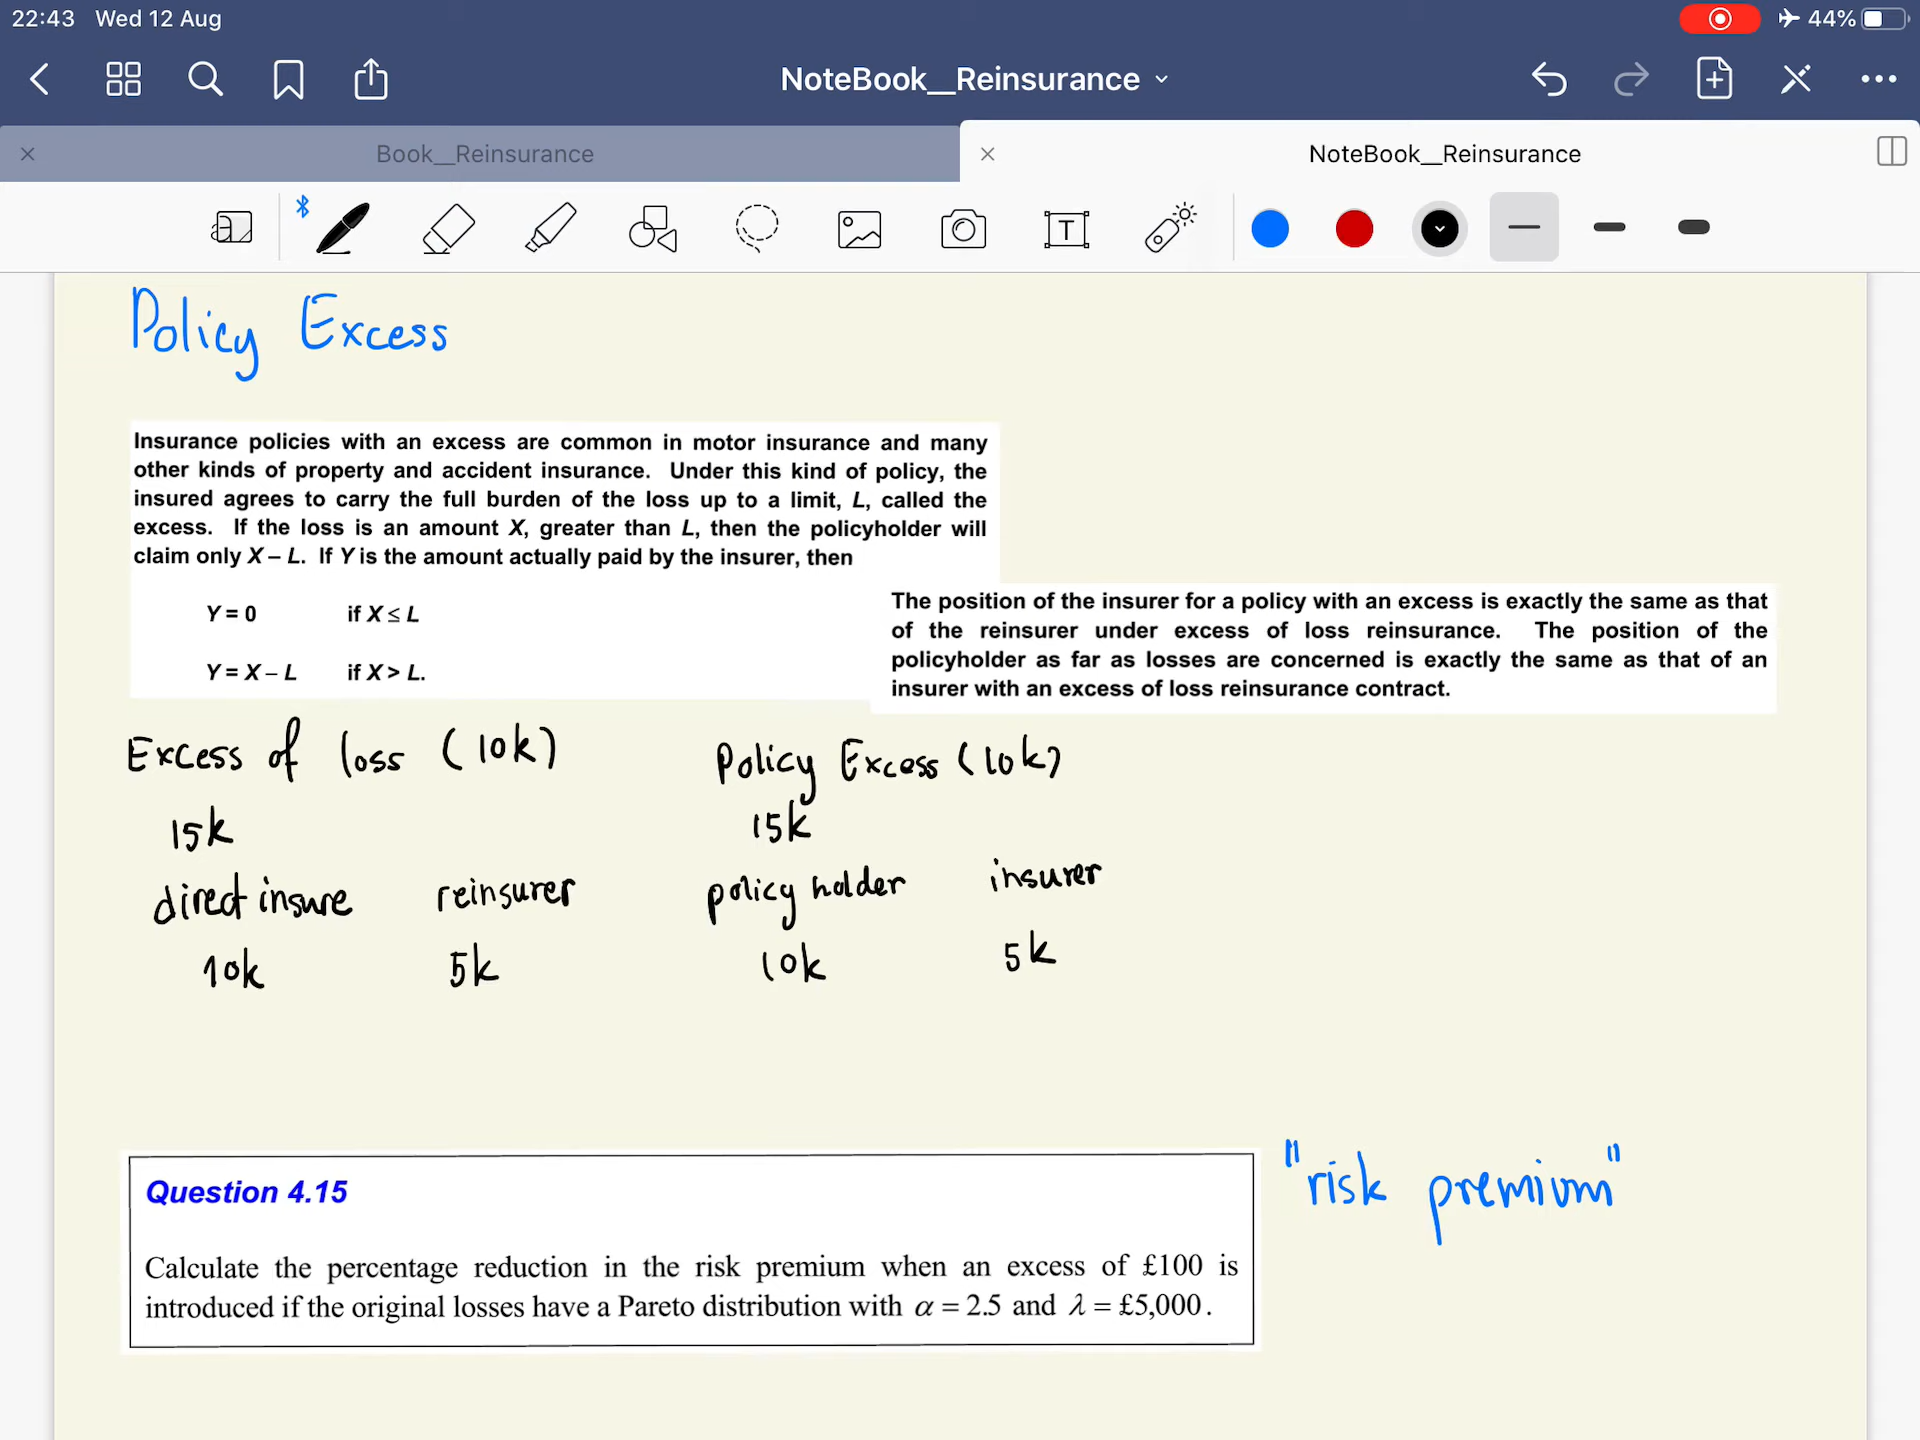 22:43 Wed 12 Aug
44%
NoteBook__Reinsurance
Book__Reinsurance
NoteBook__Reinsurance
T
Policy Excess
Insurance policies with an excess are common in motor insurance and many
other kinds of property and accident insurance. Under this kind of policy, the
insured agrees to carry the full burden of the loss up to a limit, L, called the
excess. If the loss is an amount X, greater than L, then the policyholder will
claim only X – L. If Y is the amount actually paid by the insurer, then
Y = 0 if X ≤ L
Y = X – L if X > L.
The position of the insurer for a policy with an excess is exactly the same as that
of the reinsurer under excess of loss reinsurance. The position of the
policyholder as far as losses are concerned is exactly the same as that of an
insurer with an excess of loss reinsurance contract.
Excess of loss (10k)
15k
direct insure reinsurer
10k 5k
Policy Excess (10k)
15k
policy holder insurer
10k 5k
Question 4.15
Calculate the percentage reduction in the risk premium when an excess of £100 is
introduced if the original losses have a Pareto distribution with α = 2.5 and λ = £5,000.
"risk premium"